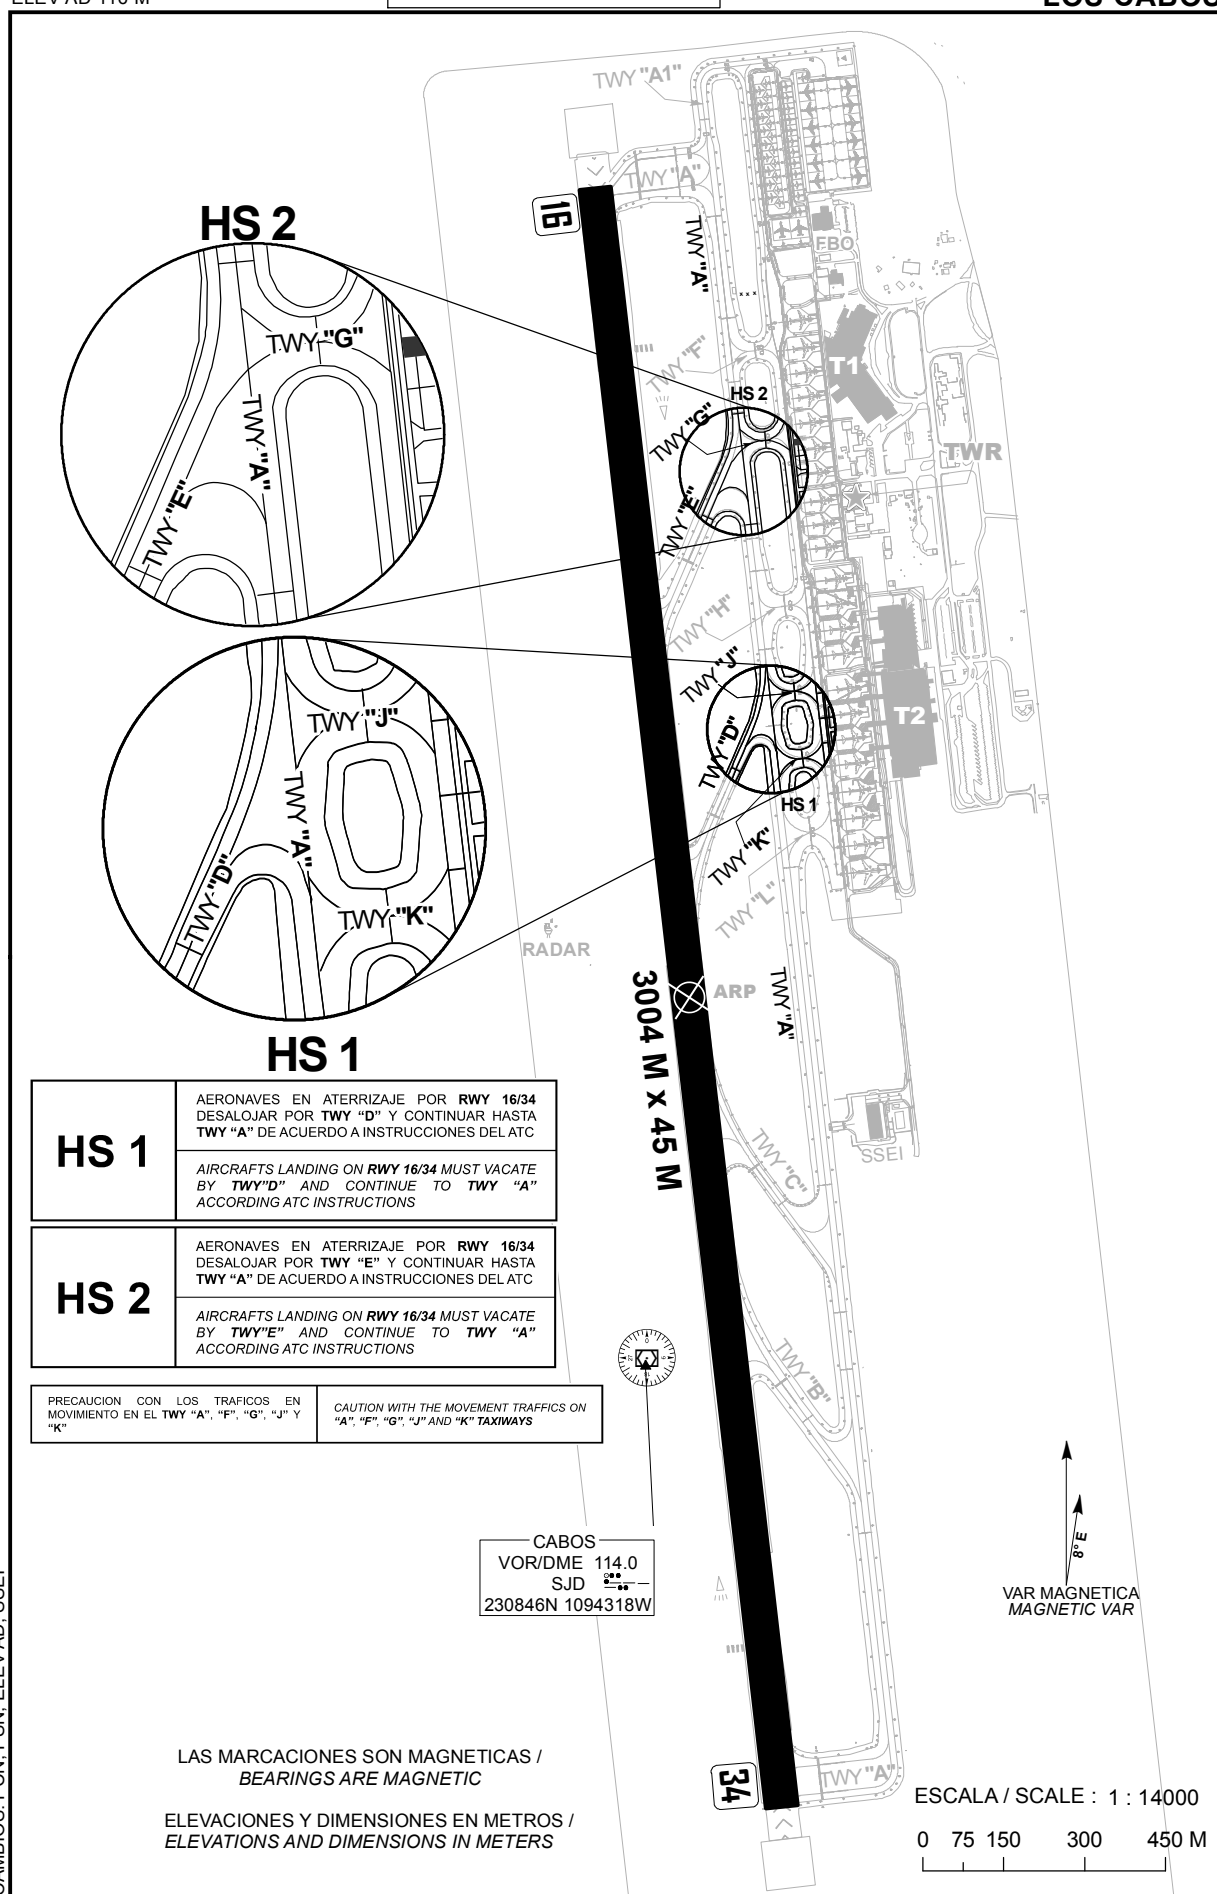 ELEV AD 110 M
LOS CABOS
TWY "A1"
TWY "A"
16
HS 2
TWY "A"
FBO
TWY "G"
TWY "F"
T1
HS 2
TWY "G"
TWY "A"
TWR
TWY "E"
TWY "E"
TWY "H"
TWY "J"
TWY "J"
T2
TWY "D"
TWY "A"
HS 1
TWY "K"
TWY "D"
TWY "K"
TWY "L"
RADAR
ARP
TWY "A"
3004 M x 45 M
HS 1
HS 1
AERONAVES EN ATERRIZAJE POR RWY 16/34
DESALOJAR POR TWY “D” Y CONTINUAR HASTA
TWY “A” DE ACUERDO A INSTRUCCIONES DEL ATC
AIRCRAFTS LANDING ON RWY 16/34 MUST VACATE
BY TWY”D” AND CONTINUE TO TWY “A”
ACCORDING ATC INSTRUCTIONS
TWY "C"
SSEI
HS 2
AERONAVES EN ATERRIZAJE POR RWY 16/34
DESALOJAR POR TWY “E” Y CONTINUAR HASTA
TWY “A” DE ACUERDO A INSTRUCCIONES DEL ATC
AIRCRAFTS LANDING ON RWY 16/34 MUST VACATE
BY TWY”E” AND CONTINUE TO TWY “A”
ACCORDING ATC INSTRUCTIONS
TWY "B"
PRECAUCION CON LOS TRAFICOS EN
MOVIMIENTO EN EL TWY “A”, “F”, “G”, “J” Y
“K”
CAUTION WITH THE MOVEMENT TRAFFICS ON
“A”, “F”, “G”, “J” AND “K” TAXIWAYS
CABOS
VOR/DME 114.0
SJD
230846N 1094318W
8° E
VAR MAGNETICA
MAGNETIC VAR
LAS MARCACIONES SON MAGNETICAS /
BEARINGS ARE MAGNETIC
34
TWY "A"
ELEVACIONES Y DIMENSIONES EN METROS /
ELEVATIONS AND DIMENSIONS IN METERS
ESCALA / SCALE : 1 : 14000
0 75 150 300 450 M